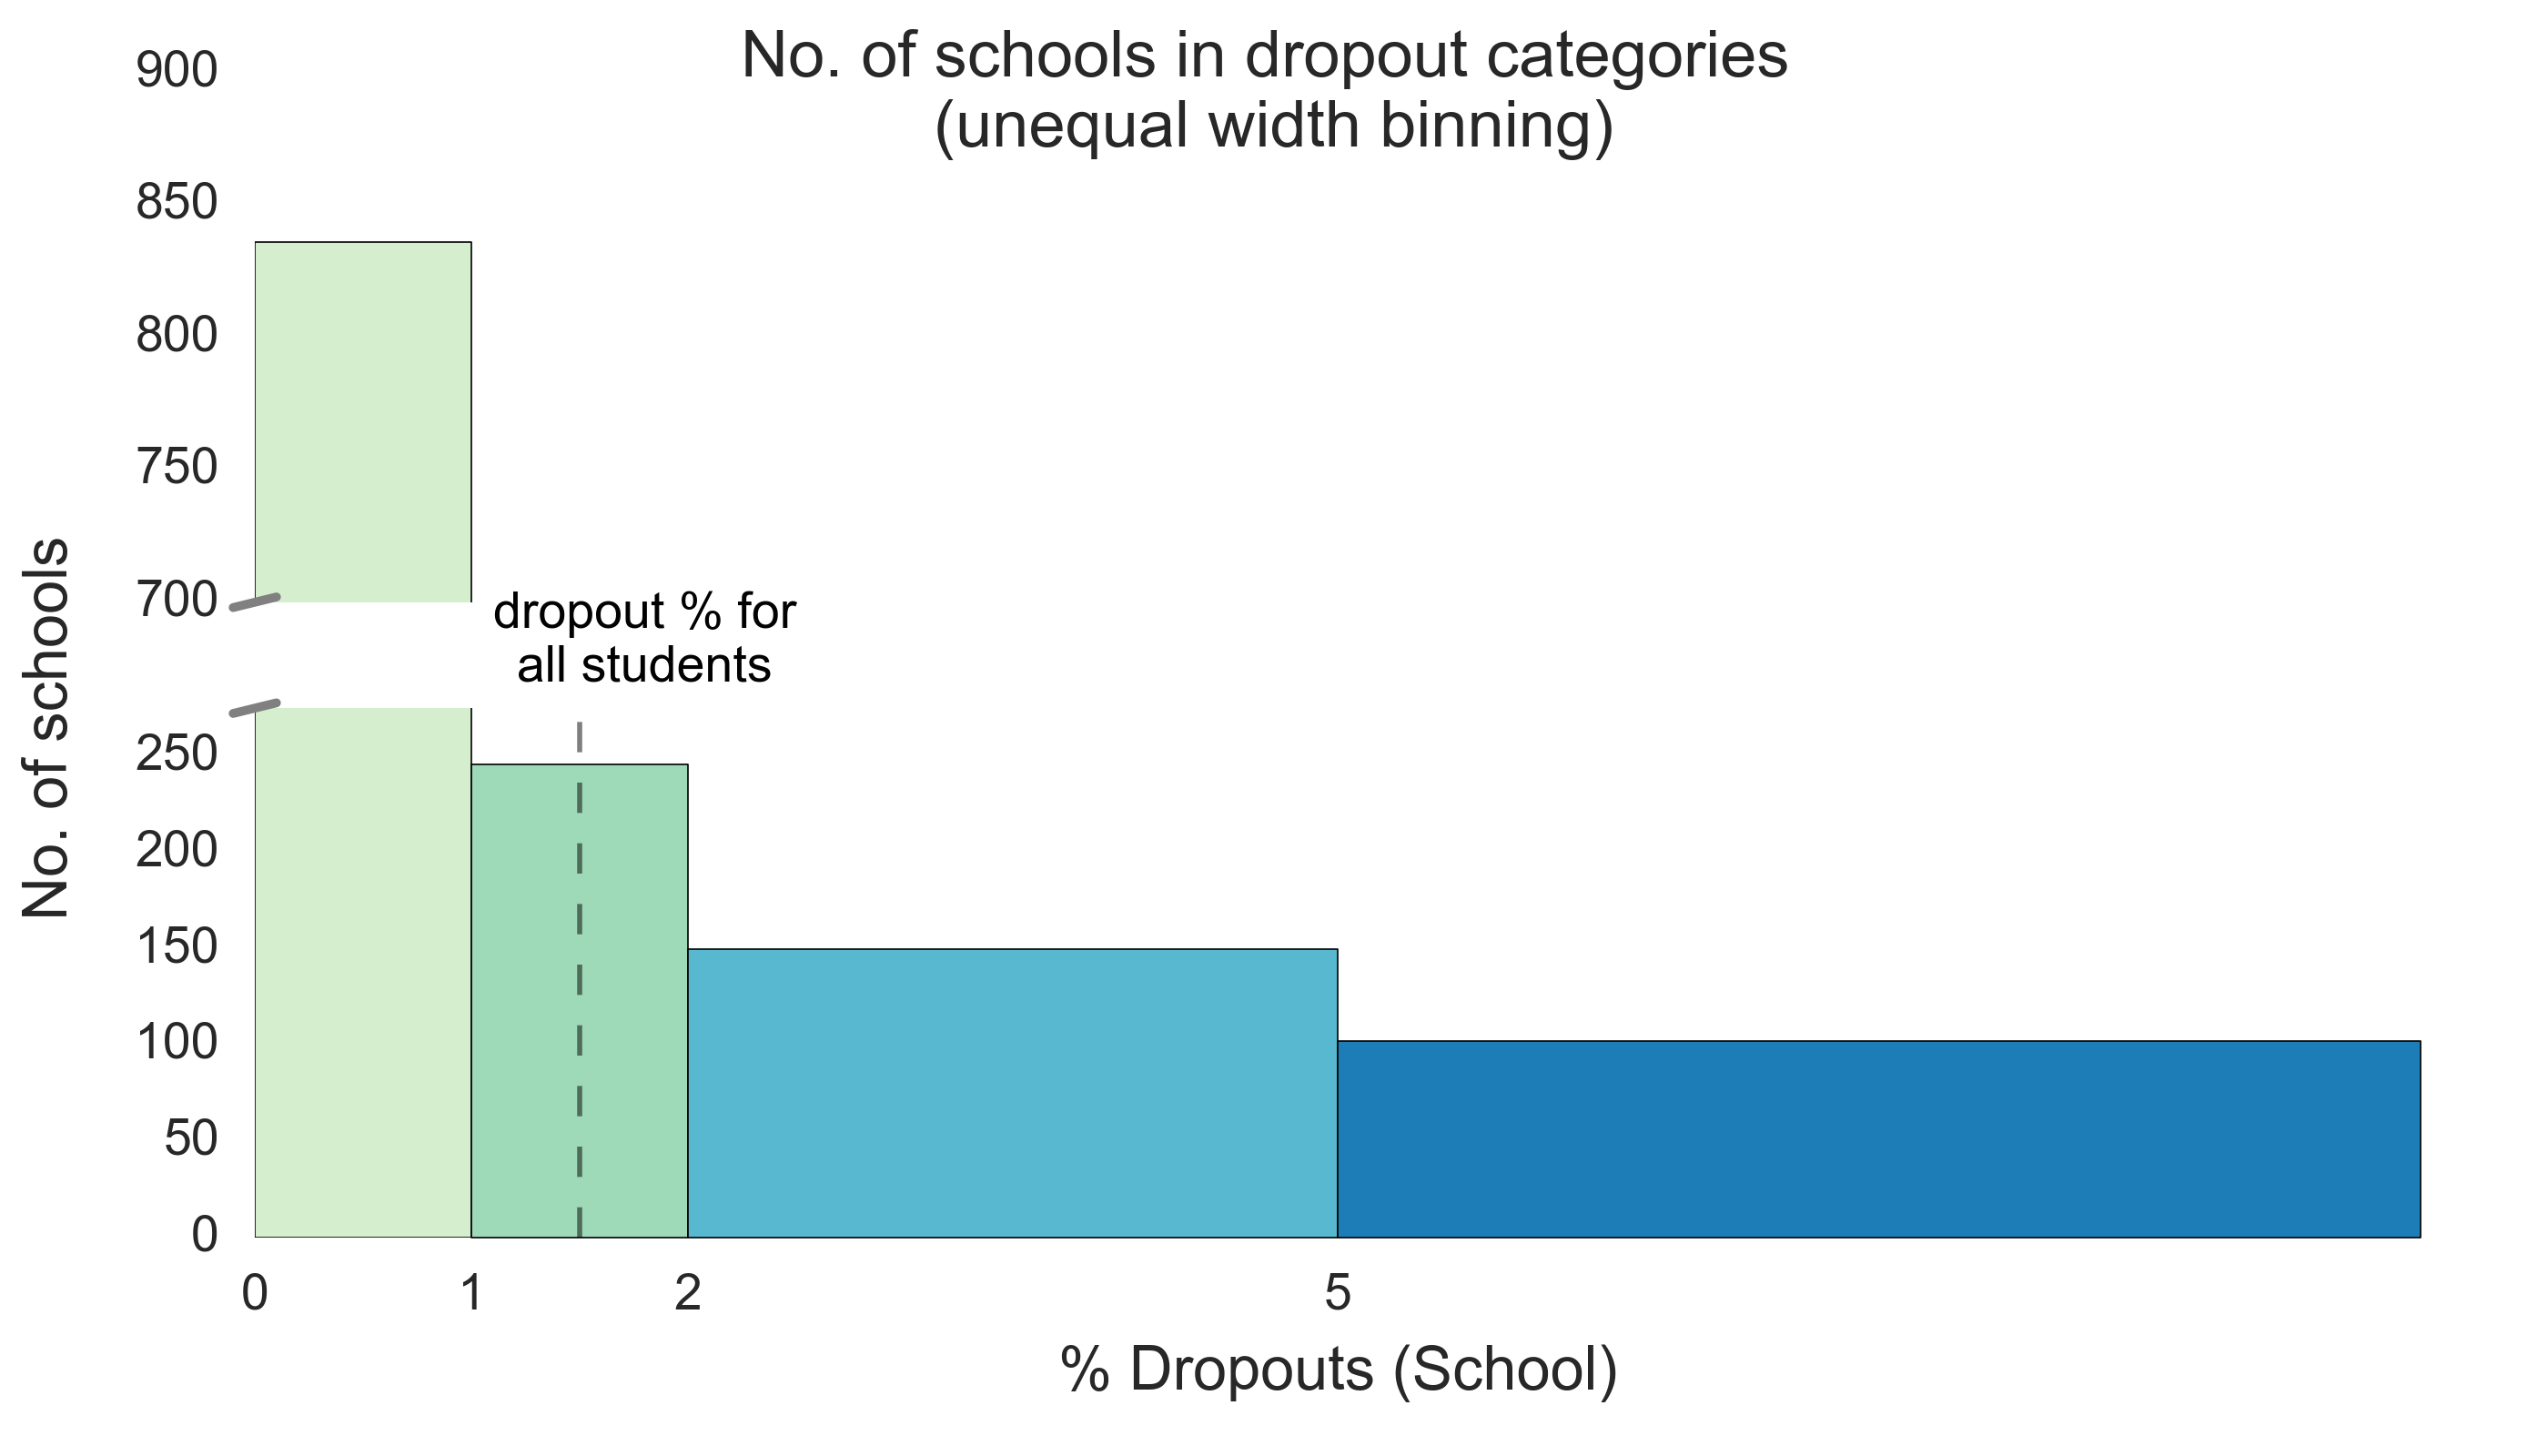 No. of schools in dropout categories
(unequal width binning)
900
850
800
750
700
250
200
150
100
50
0
No. of schools
dropout % for
all students
0 1 2 5
% Dropouts (School)